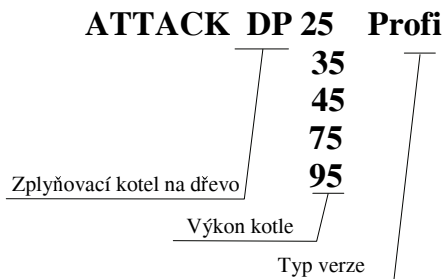 ATTACK DP 25 Profi
35
45
75
95
Zplyňovací kotel na dřevo
Výkon kotle
Typ verze